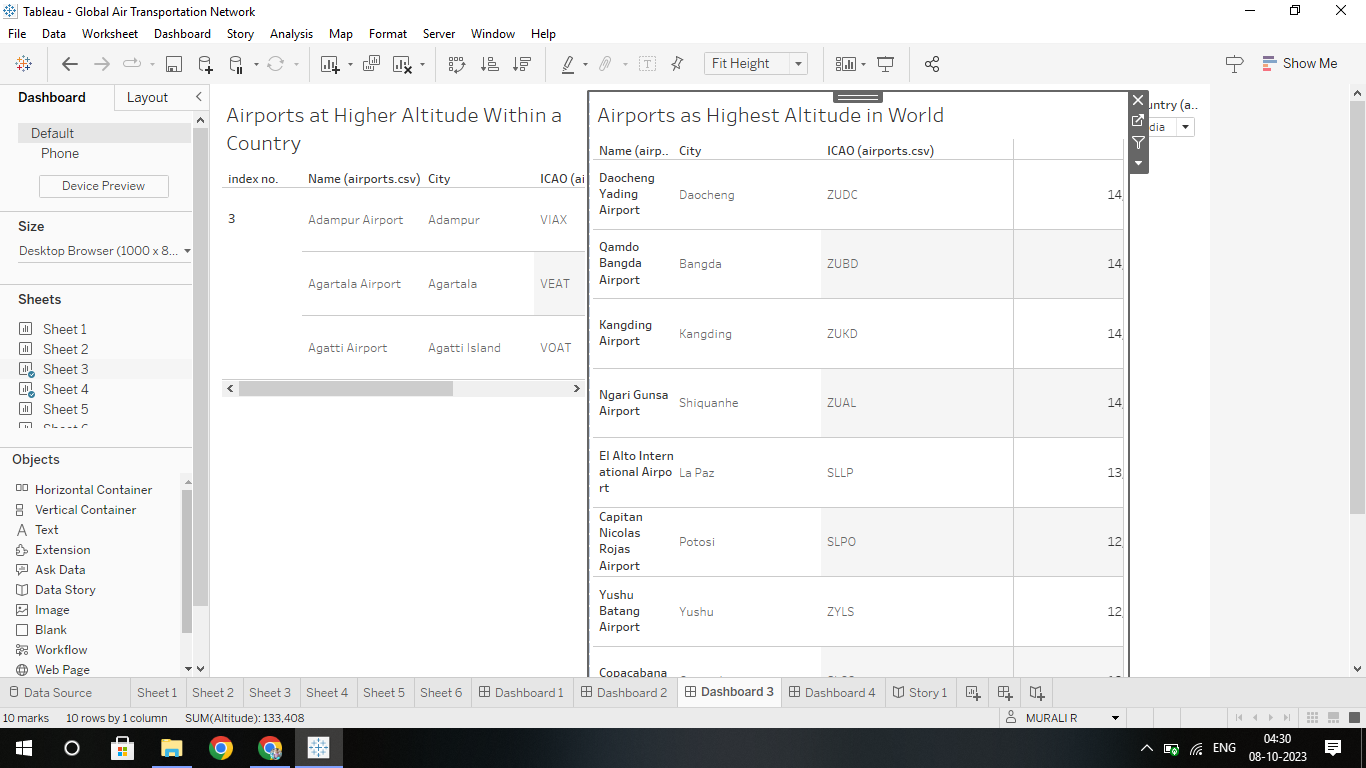 Tableau - Global Air Transportation Network
File Data Worksheet Dashboard Story Analysis Map Format Server Window Help
Fit Height
Show Me
Dashboard Layout
Default
Phone
Device Preview
Size
Desktop Browser (1000 x 8...
Sheets
Sheet 1
Sheet 2
Sheet 3
Sheet 4
Sheet 5
Objects
Horizontal Container
Vertical Container
Text
Extension
Ask Data
Data Story
Image
Blank
Workflow
Web Page
Airports at Higher Altitude Within a
Country
index no. Name (airports.csv) City ICAO (ai
3 Adampur Airport Adampur VIAX
Agartala Airport Agartala VEAT
Agatti Airport Agatti Island VOAT
Airports as Highest Altitude in World
Name (airp.. City ICAO (airports.csv)
Daocheng
Yading
Airport
Daocheng ZUDC 14,
Qamdo
Bangda
Airport
Bangda ZUBD 14,
Kangding
Airport
Kangding ZUKD 14,
Ngari Gunsa
Airport
Shiquanhe ZUAL 14,
El Alto Intern
ational Airpo
rt
La Paz SLLP 13,
Capitan
Nicolas
Rojas
Airport
Potosi SLPO 12,
Yushu
Batang
Airport
Yushu ZYLS 12,
Copacabana
untry (a..
dia
Data Source Sheet 1 Sheet 2 Sheet 3 Sheet 4 Sheet 5 Sheet 6 Dashboard 1 Dashboard 2 Dashboard 3 Dashboard 4 Story 1
10 marks 10 rows by 1 column SUM(Altitude): 133,408
MURALI R
ENG
04:30
08-10-2023